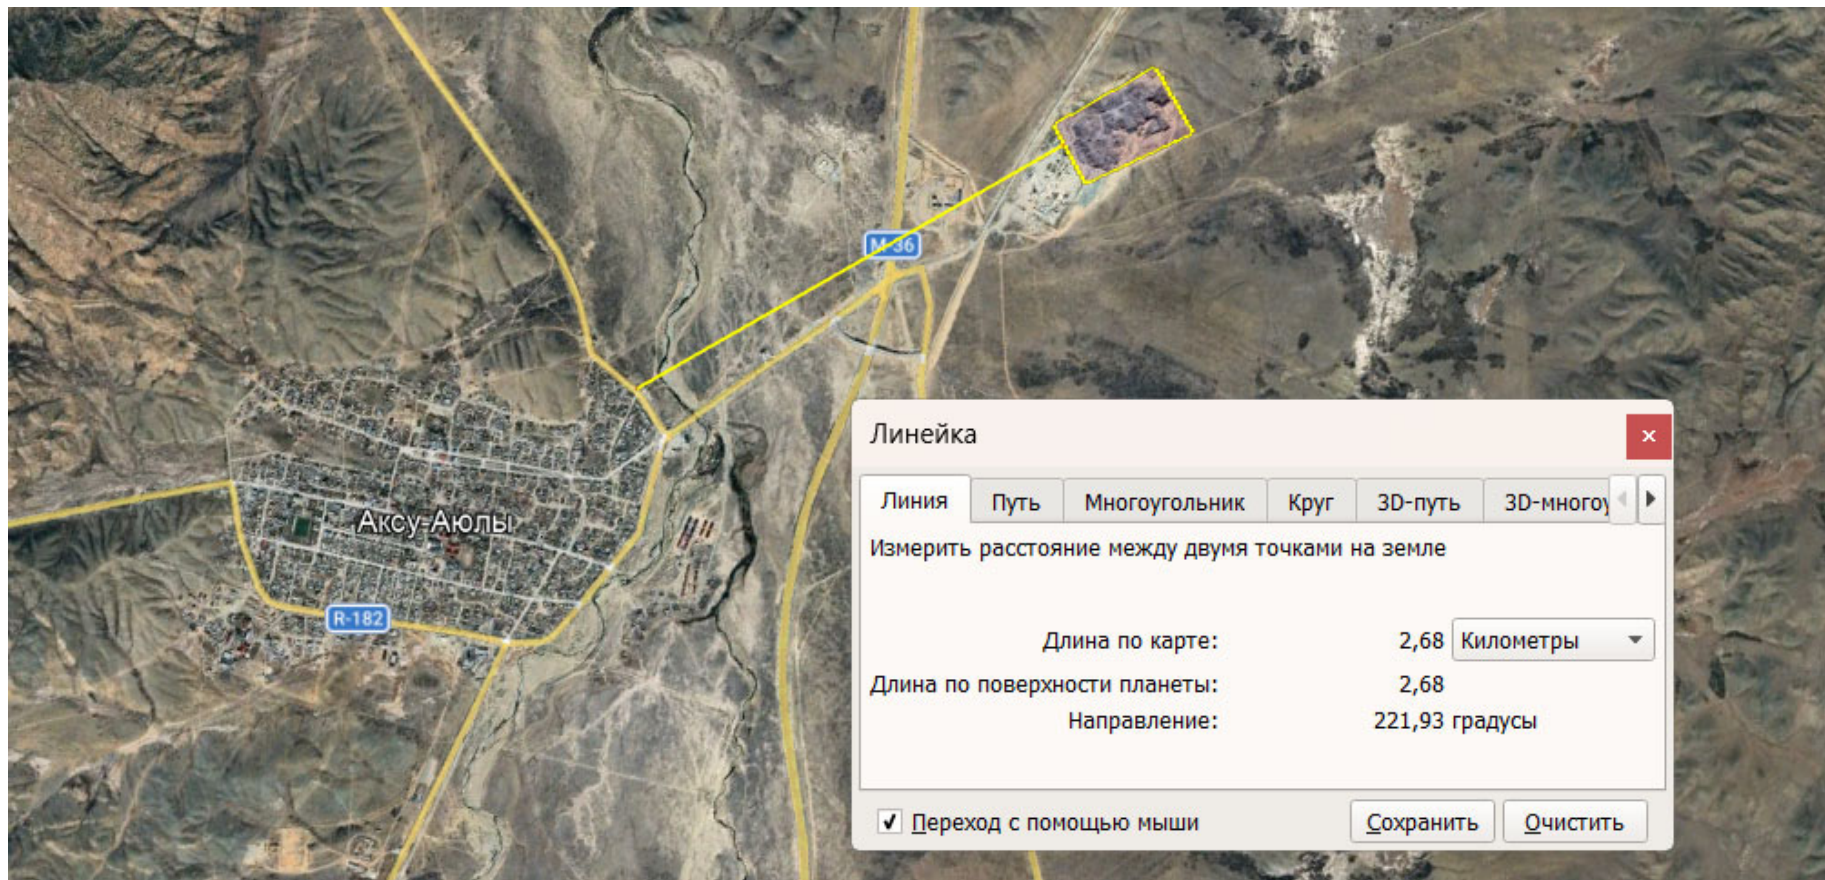 M-36
Линейка
Линия
Путь
Многоугольник
Круг
3D-путь
3D-многоу
Аксу-Аюлы
Измерить расстояние между двумя точками на земле
R-182
Длина по карте: 2,68 Километры
Длина по поверхности планеты: 2,68
Направление: 221,93 градусы
Переход с помощью мыши
Сохранить
Очистить